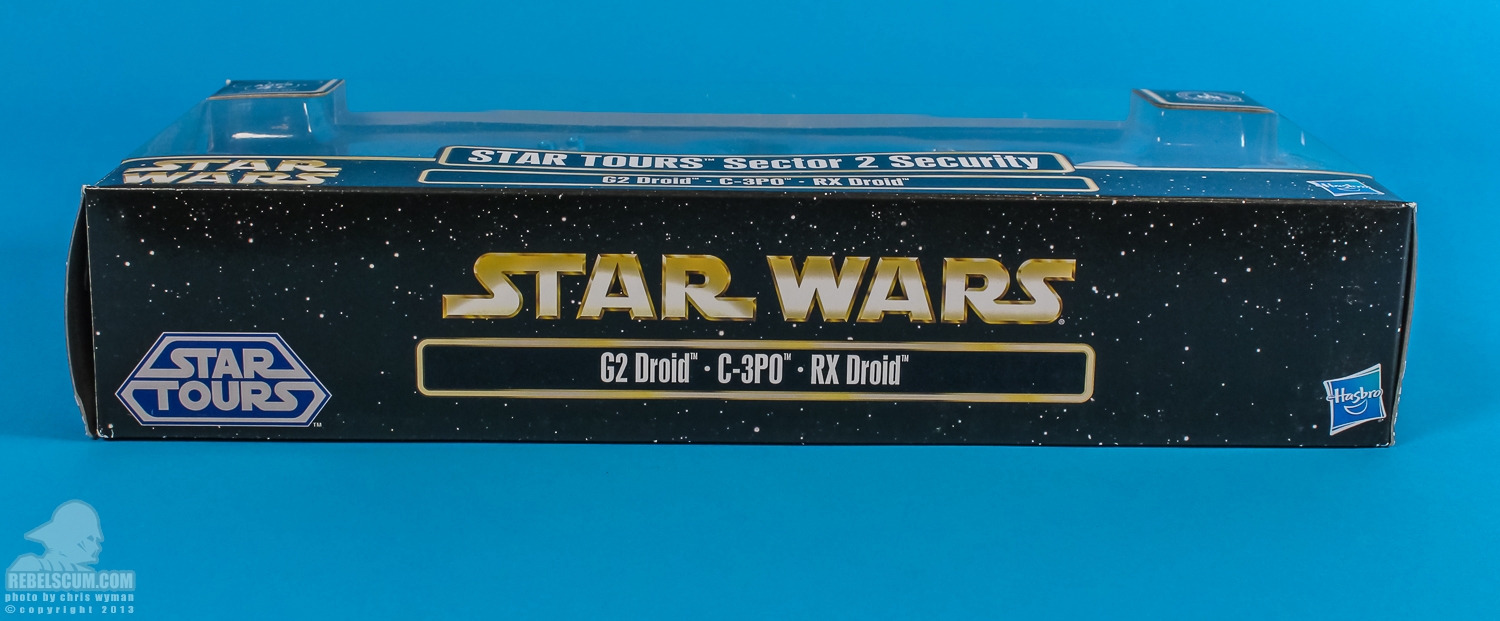 STAR TOURS™ Sector 2 Security
STAR
WARS
G2 Droid™ · C-3PO™ · RX Droid™
Hasbro
STAR WARS®
G2 Droid™ · C-3PO™ · RX Droid™
STAR
TOURS™
Hasbro
REBELSCUM.COM
photo by chris wyman
© copyright 2013